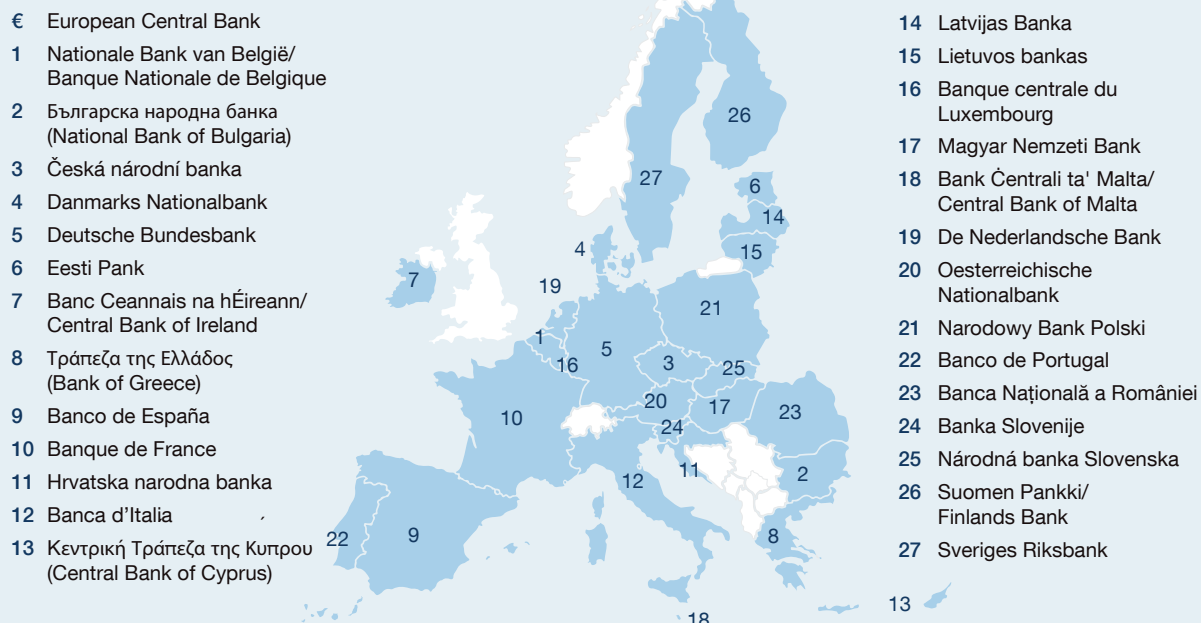 € European Central Bank
1 Nationale Bank van België/
Banque Nationale de Belgique
2 Българска народна банка
(National Bank of Bulgaria)
3 Česká národní banka
4 Danmarks Nationalbank
5 Deutsche Bundesbank
6 Eesti Pank
7 Banc Ceannais na hÉireann/
Central Bank of Ireland
8 Τράπεζα της Ελλάδος
(Bank of Greece)
9 Banco de España
10 Banque de France
11 Hrvatska narodna banka
12 Banca d’Italia
13 Κεντρική Τράπεζα της Κυπρου
(Central Bank of Cyprus)
26
27
6
14
4
15
7
19
21
1
5
16
3
25
20
17
10
23
24
11
12
2
22
9
8
13
18
14 Latvijas Banka
15 Lietuvos bankas
16 Banque centrale du
Luxembourg
17 Magyar Nemzeti Bank
18 Bank Ċentrali ta' Malta/
Central Bank of Malta
19 De Nederlandsche Bank
20 Oesterreichische
Nationalbank
21 Narodowy Bank Polski
22 Banco de Portugal
23 Banca Națională a României
24 Banka Slovenije
25 Národná banka Slovenska
26 Suomen Pankki/
Finlands Bank
27 Sveriges Riksbank